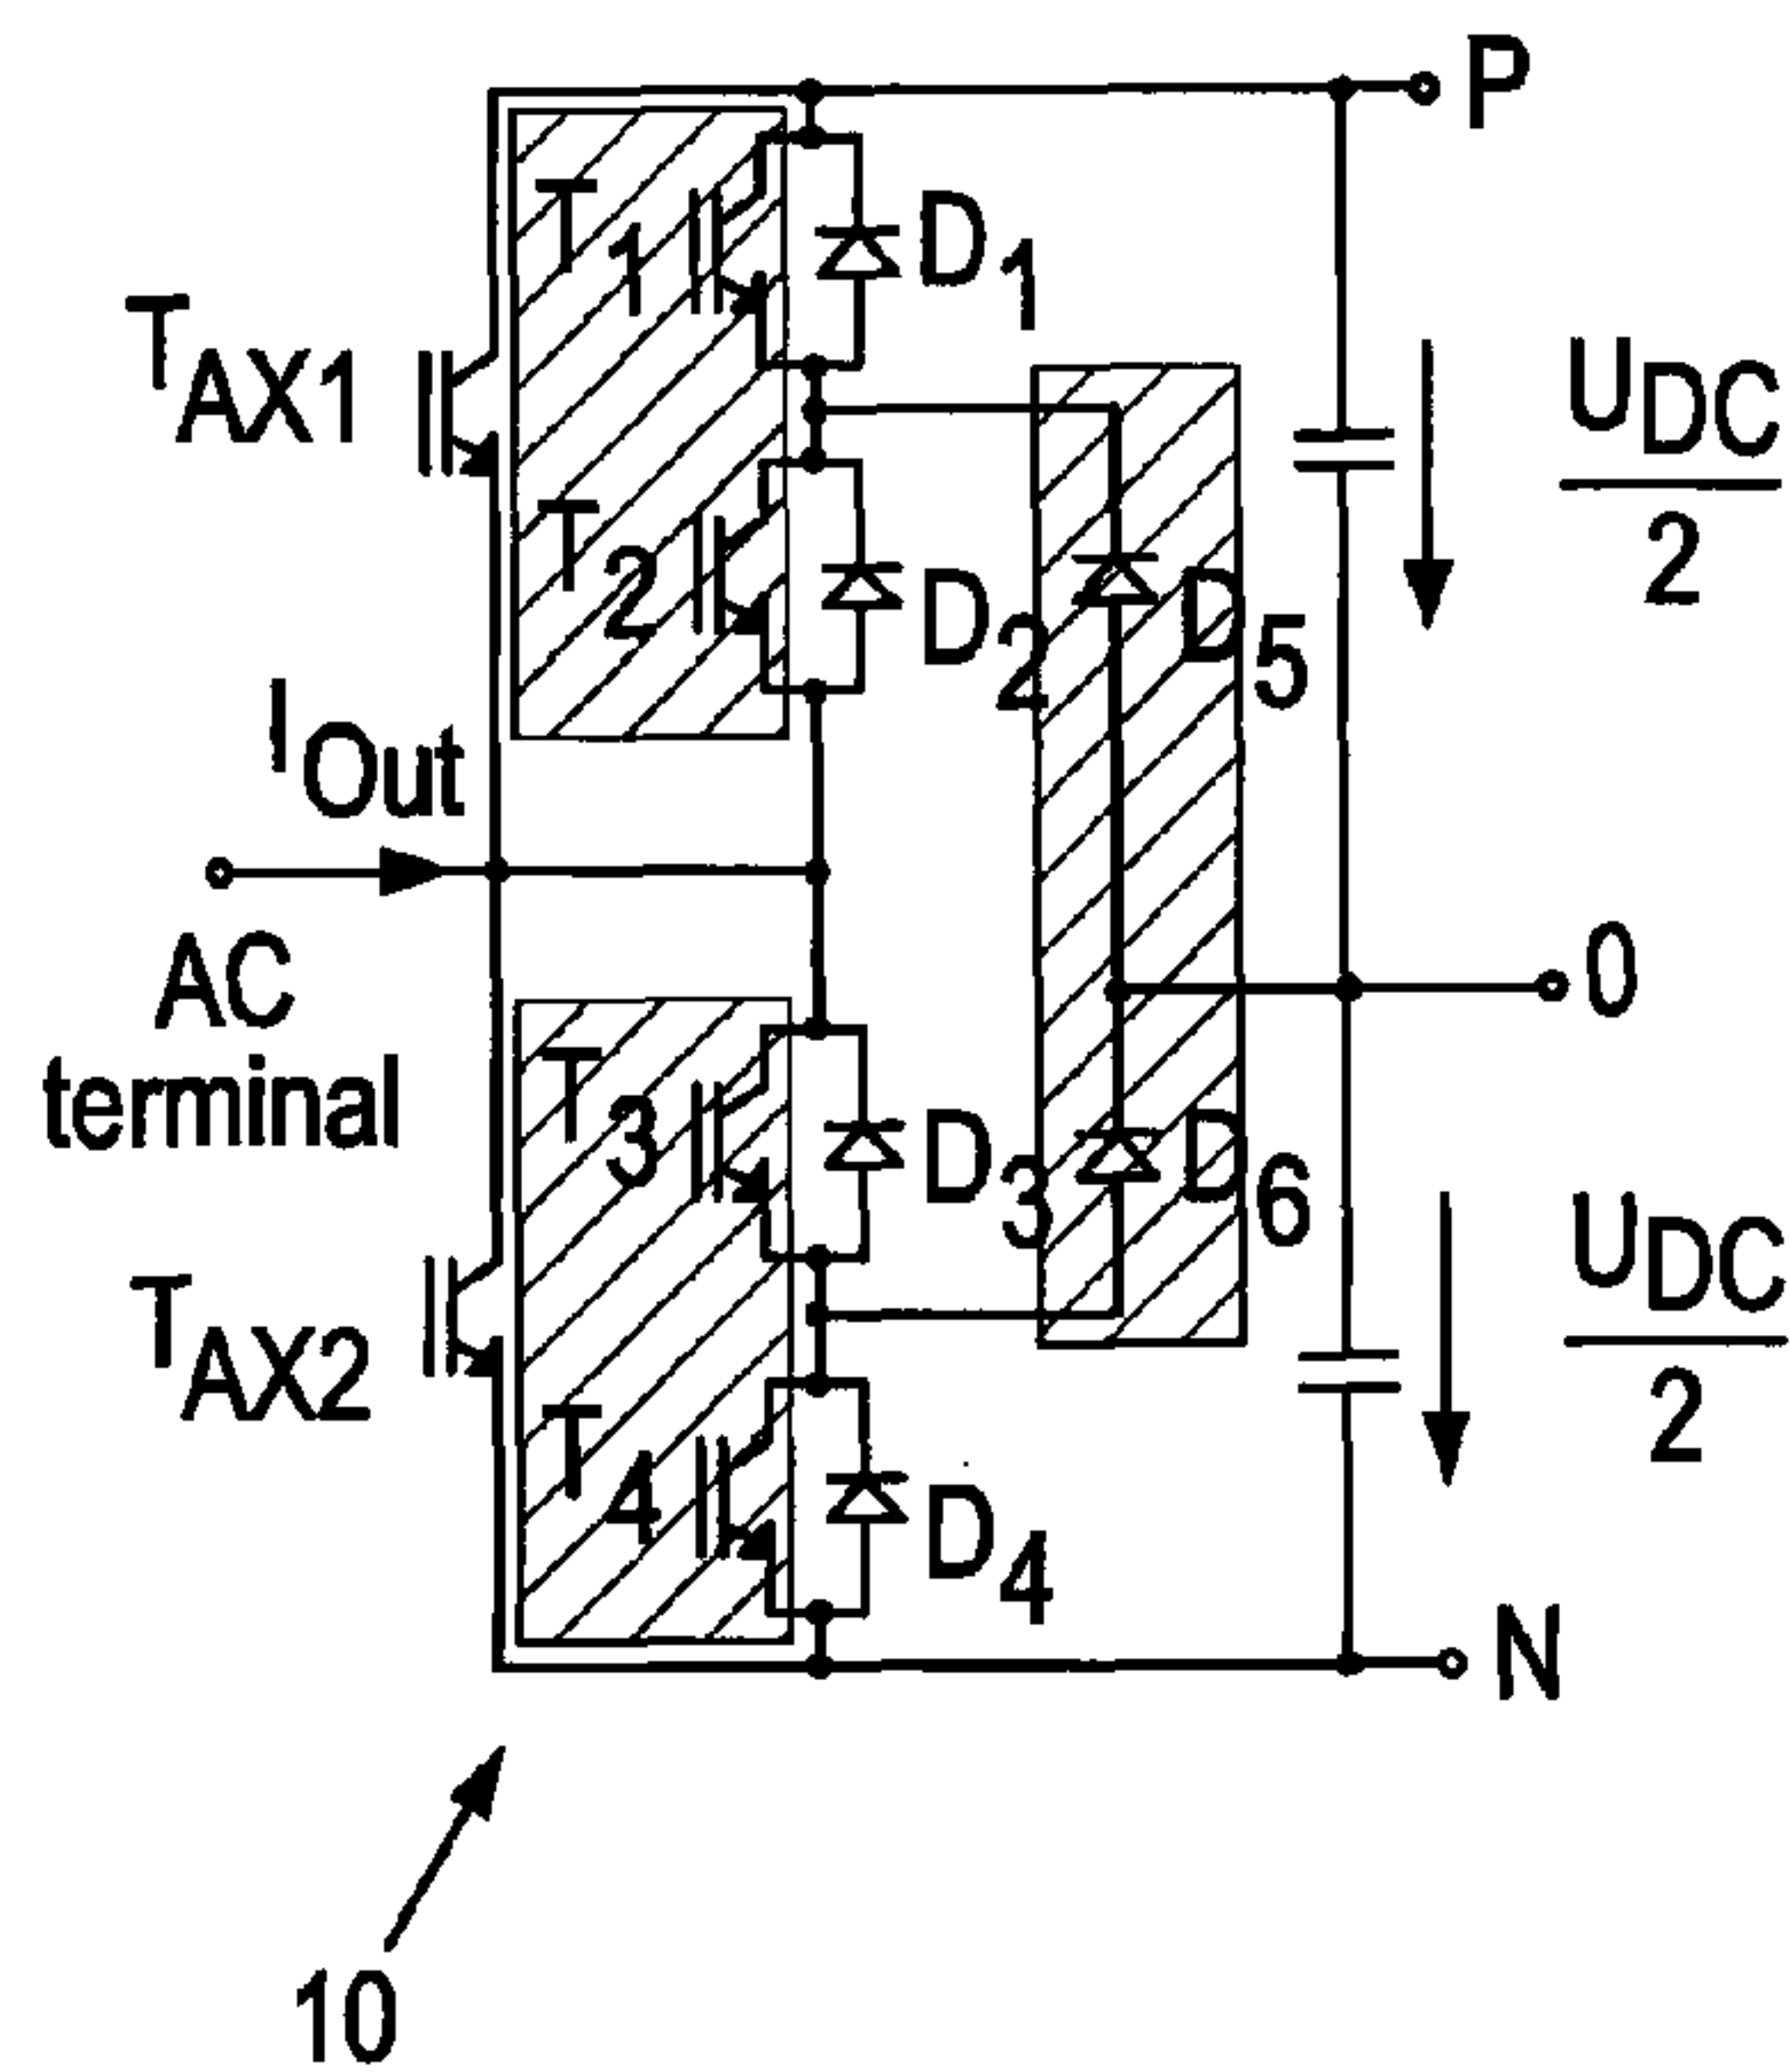 P
T1
D1
TAX1
UDC
2
T2
D2
D5
IOut
AC
terminal
0
T3
D3
D6
TAX2
UDC
2
T4
D4
N
10